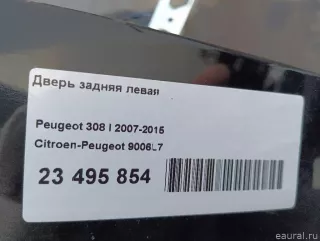 Дверь задняя левая
Peugeot 308 I 2007-2015
Citroen-Peugeot 9006L7
23 495 854
eaural.ru